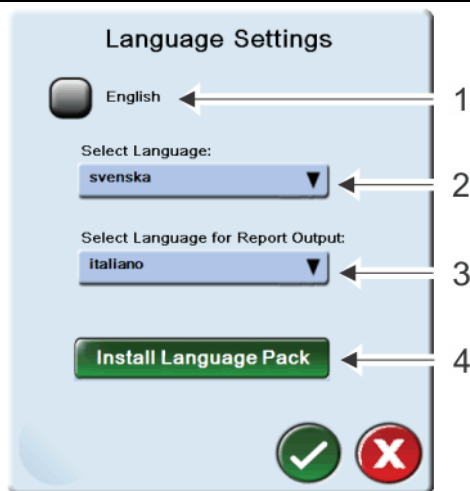 Language Settings
English
1
Select Language:
svenska
2
Select Language for Report Output:
italiano
3
Install Language Pack
4